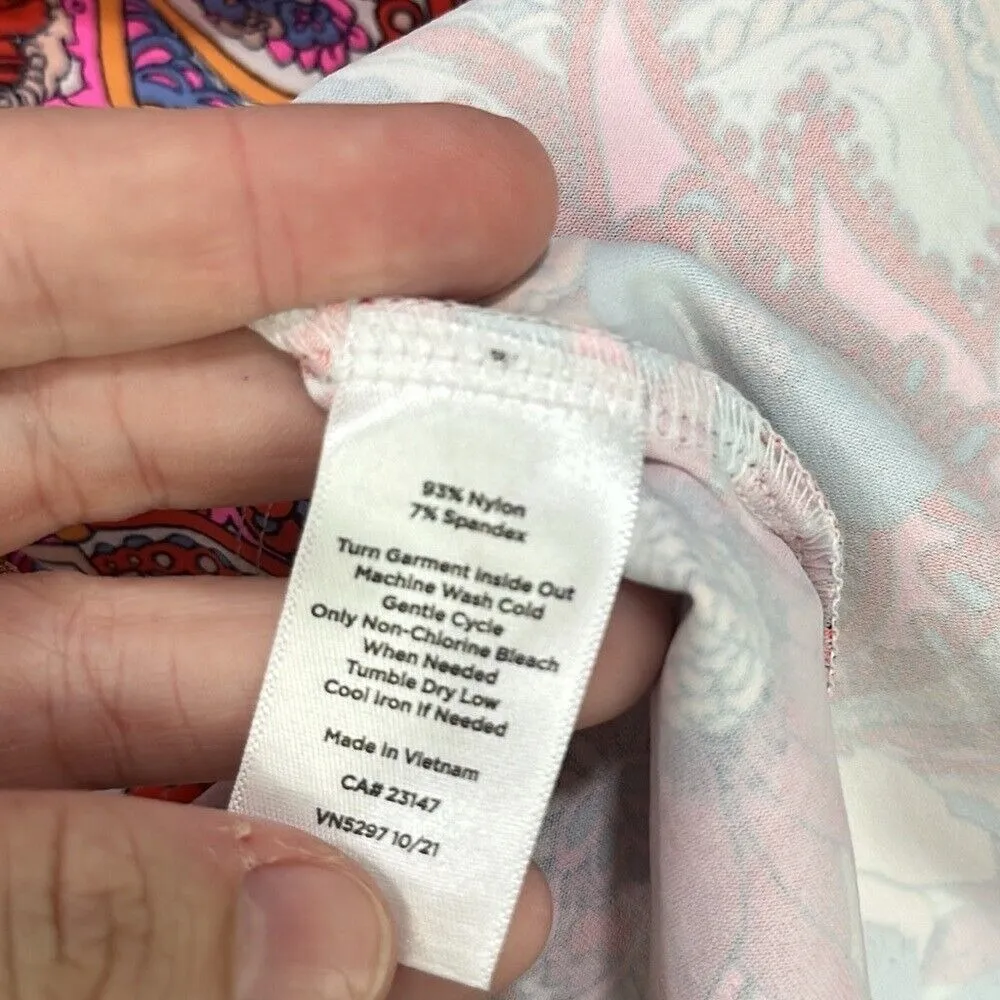 93% Nylon
7% Spandex
Turn Garment Inside Out
Machine Wash Cold
Gentle Cycle
Only Non-Chlorine Bleach
When Needed
Tumble Dry Low
Cool Iron If Needed
Made in Vietnam
CA# 23147
VN5297 10/21